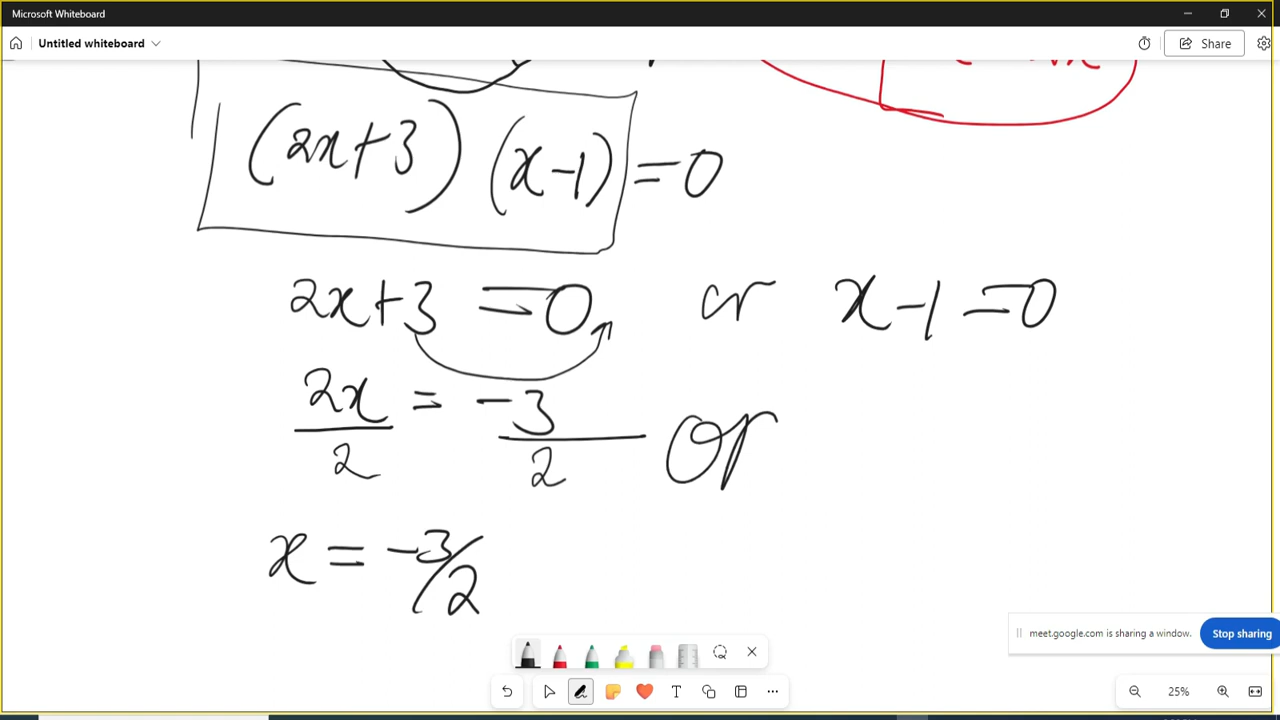 Microsoft Whiteboard
Untitled whiteboard
Share
(2x+3) (x-1) =0
2x+3 =0 or x-1=0
2x/2 = -3/2 or
x = -3/2
meet.google.com is sharing a window.
Stop sharing
25%